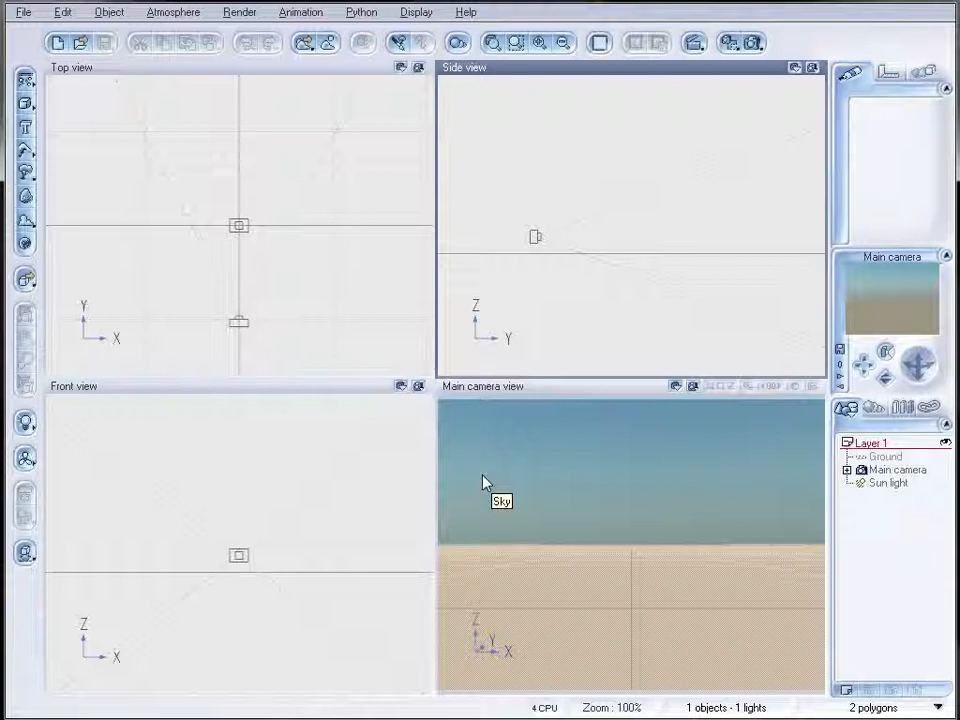 File Edit Object Atmosphere Render Animation Python Display Help
Top view
Side view
Y
X
Z
Y
Main camera
Front view
Main camera view
Layer 1
Ground
Main camera
Sun light
Sky
Z
X
Z
Y
X
4 CPU Zoom : 100% 1 objects - 1 lights 2 polygons